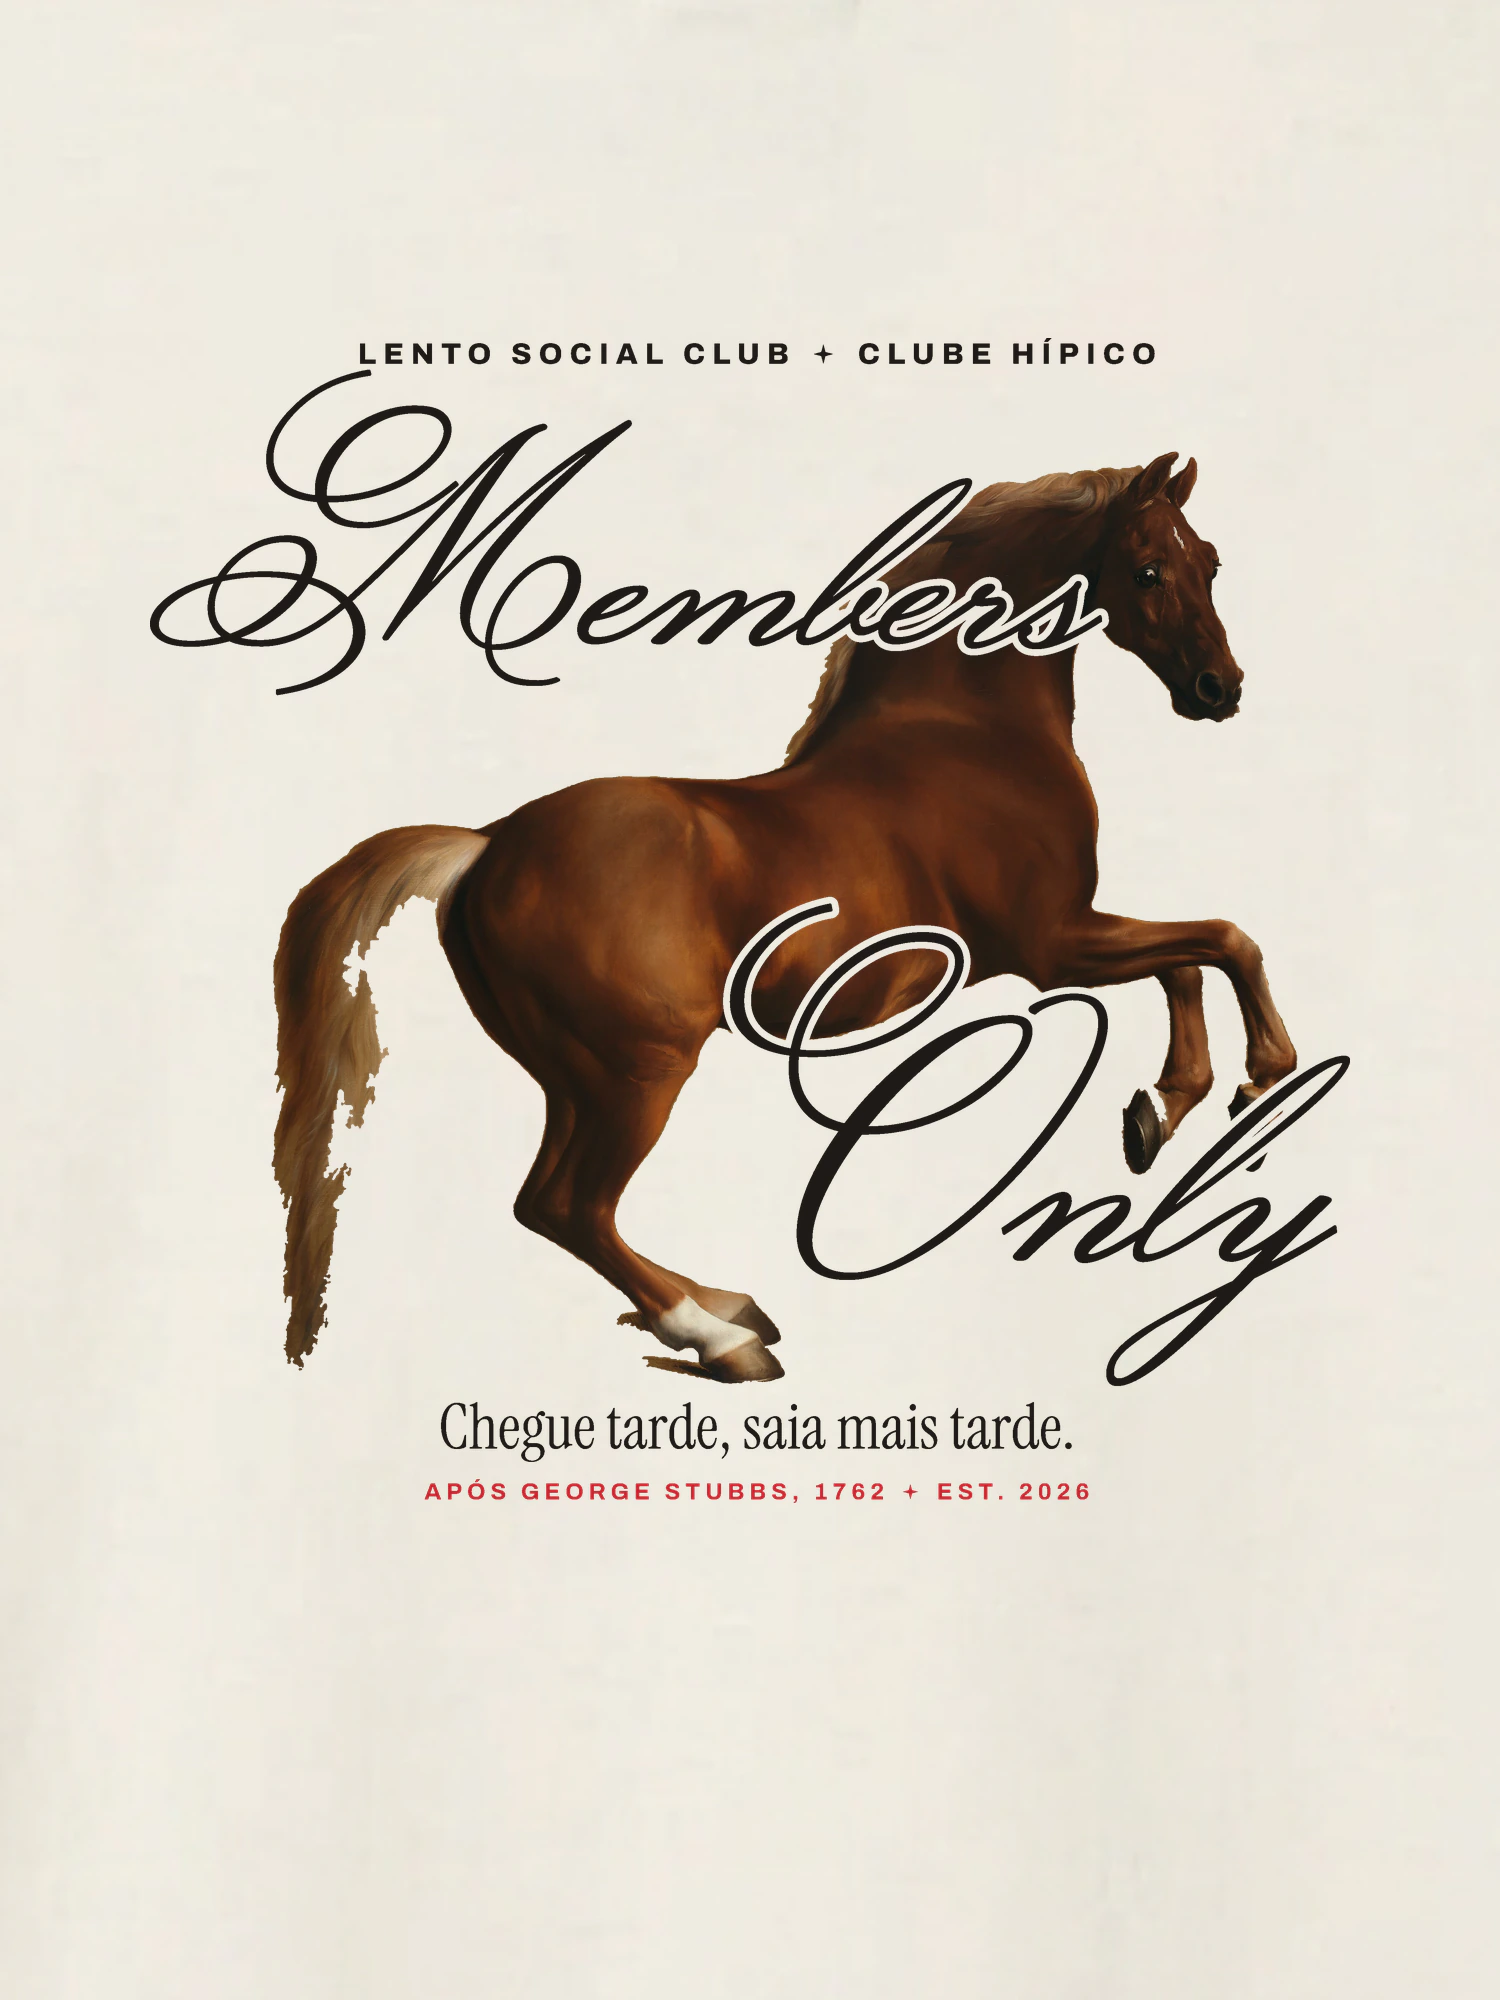 LENTO SOCIAL CLUB ✦ CLUBE HÍPICO
Members
Only
Chegue tarde, saia mais tarde.
APÓS GEORGE STUBBS, 1762 ✦ EST. 2026